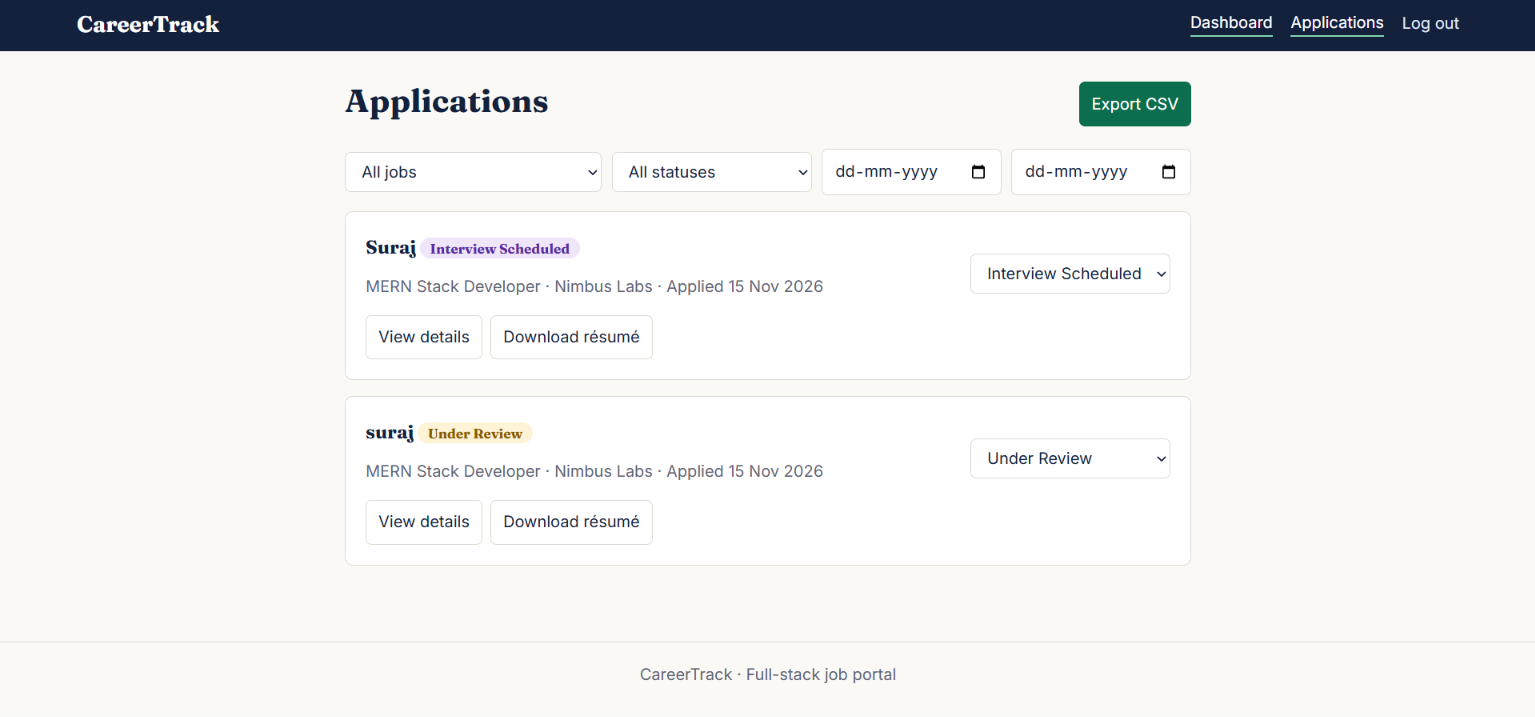 CareerTrack Dashboard Applications Log out
Applications Export CSV
All jobs All statuses dd-mm-yyyy dd-mm-yyyy
Suraj Interview Scheduled
Interview Scheduled
MERN Stack Developer · Nimbus Labs · Applied 15 Nov 2026
View details Download résumé
suraj Under Review
Under Review
MERN Stack Developer · Nimbus Labs · Applied 15 Nov 2026
View details Download résumé
CareerTrack · Full-stack job portal